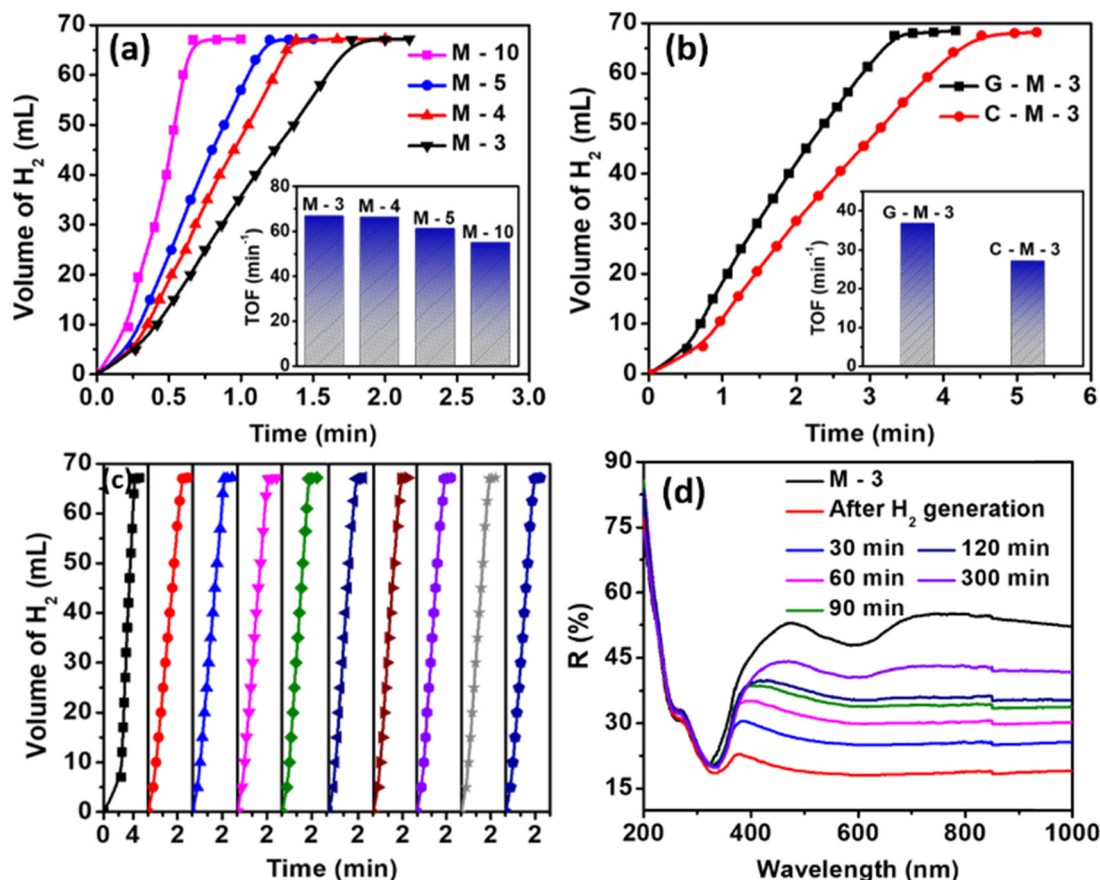 (a)
Volume of H2 (mL)
70
60
50
40
30
20
10
0
M - 10
M - 5
M - 4
M - 3
TOF (min-1)
80
60
40
20
0
M - 3
M - 4
M - 5
M - 10
0.0 0.5 1.0 1.5 2.0 2.5 3.0
Time (min)
(b)
Volume of H2 (mL)
70
60
50
40
30
20
10
0
G - M - 3
C - M - 3
TOF (min-1)
40
30
20
10
0
G - M - 3
C - M - 3
0 1 2 3 4 5 6
Time (min)
(c)
Volume of H2 (mL)
70
60
50
40
30
20
10
0
0 4 2 2 2 2 2 2 2 2 2
Time (min)
(d)
R (%)
90
75
60
45
30
15
M - 3
After H2 generation
30 min 120 min
60 min 300 min
90 min
200 400 600 800 1000
Wavelength (nm)